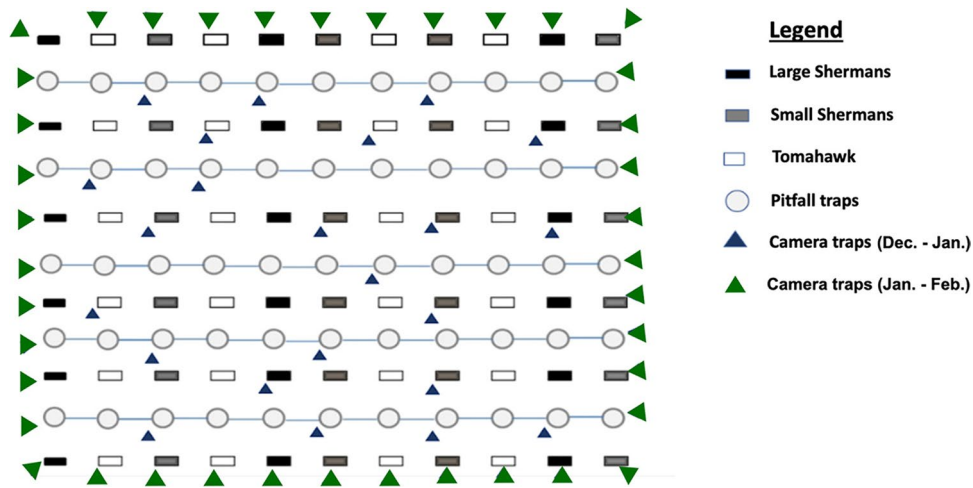 Legend
Large Shermans
Small Shermans
Tomahawk
Pitfall traps
Camera traps (Dec. - Jan.)
Camera traps (Jan. - Feb.)